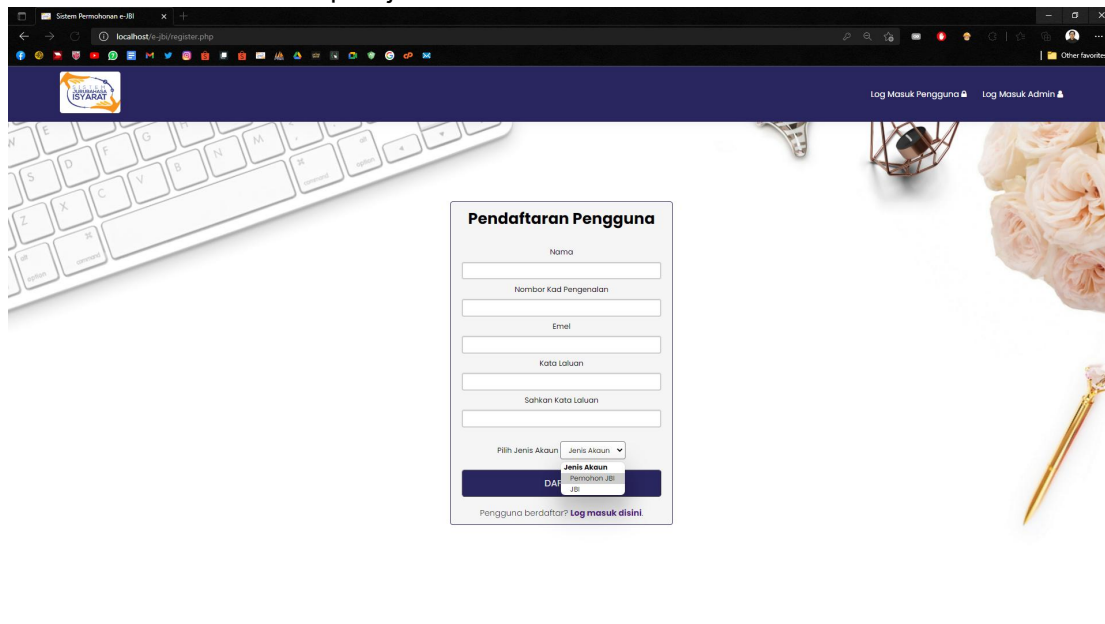 Sistem Permohonan e-JBI
localhost/e-jbi/register.php
Other favorites
SISTEM
JURUBAHASA
ISYARAT
Log Masuk Pengguna
Log Masuk Admin
Pendaftaran Pengguna
Nama
Nombor Kad Pengenalan
Emel
Kata Laluan
Sahkan Kata Laluan
Pilih Jenis Akaun
Jenis Akaun
Jenis Akaun
Pemohon JBI
JBI
DAF
Pengguna berdaftar? Log masuk disini.